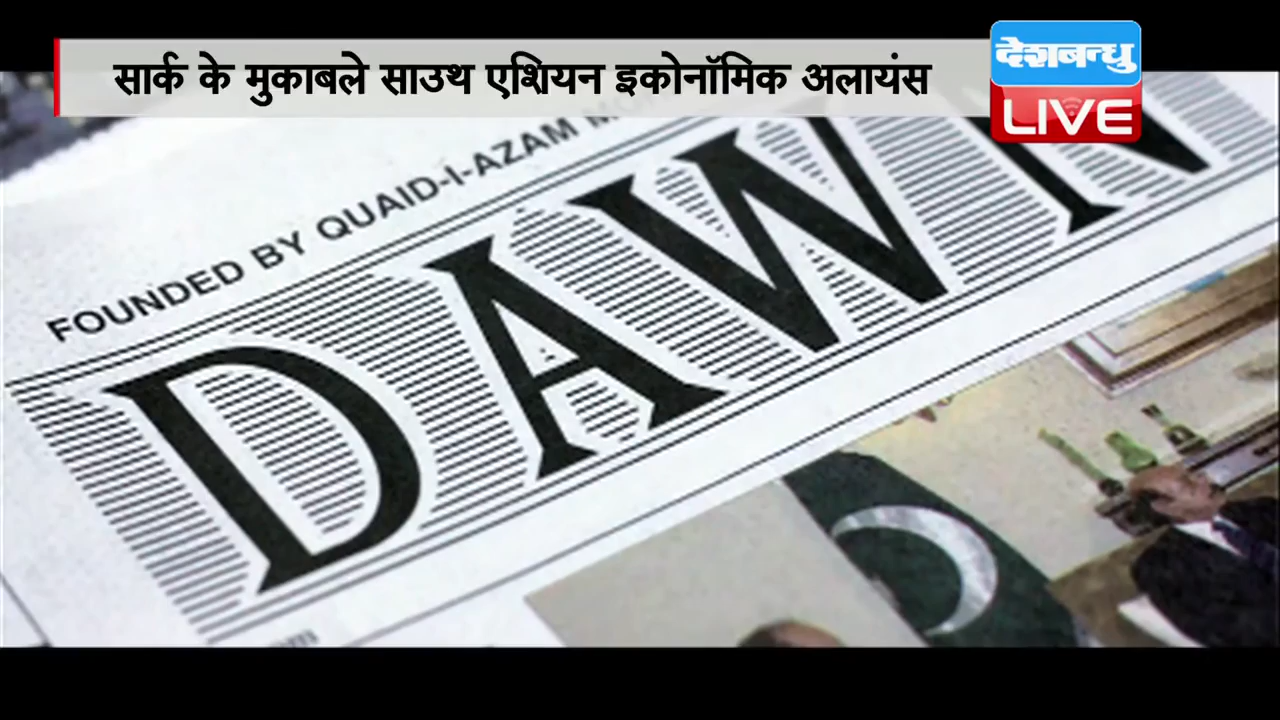 सार्क के मुकाबले साउथ एशियन इकोनॉमिक अलायंस
देशबन्धु
LIVE
FOUNDED BY QUAID-I-AZAM
DAWN